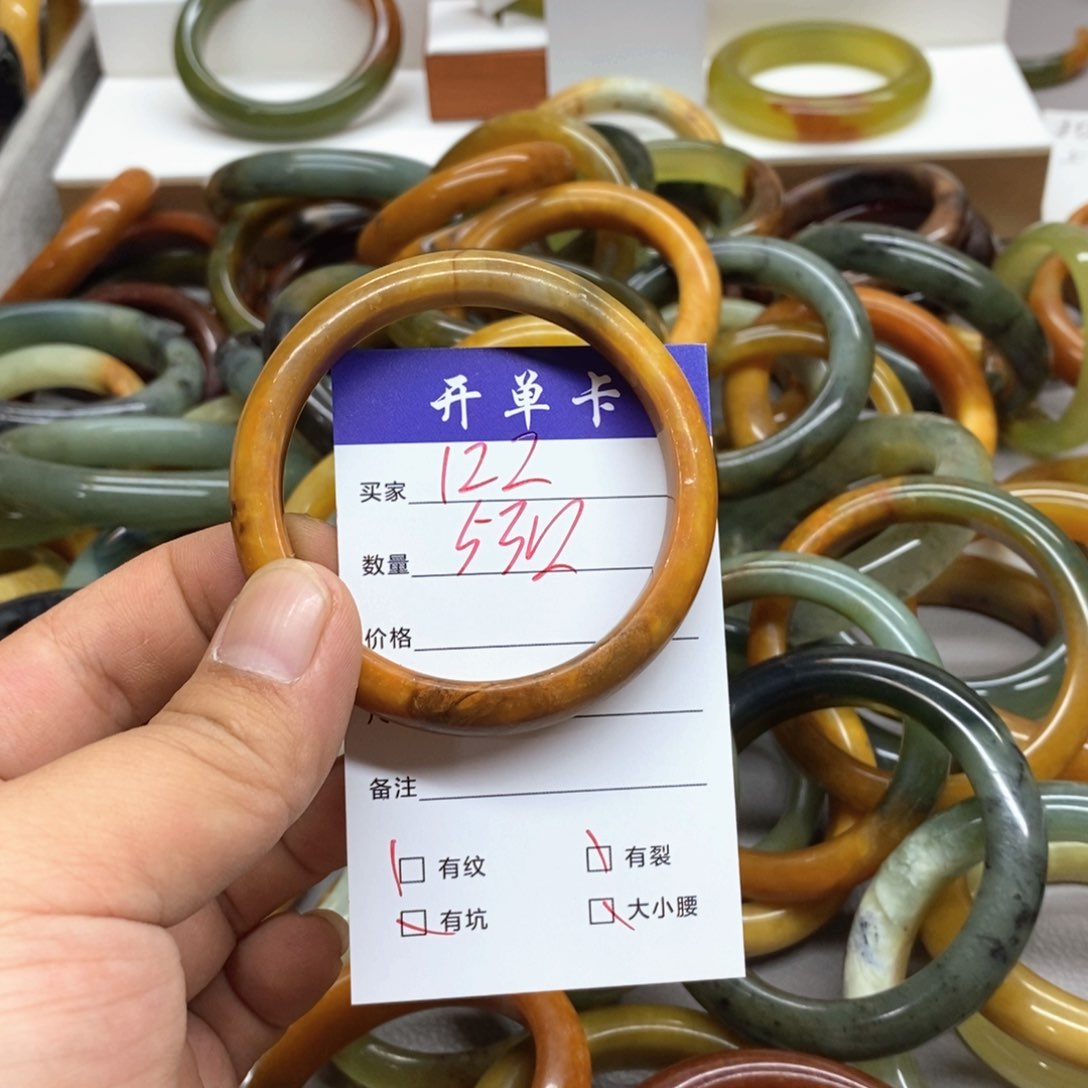 开单卡
买家 122
数量 532
价格
备注
有纹 有裂
有坑 大小腰